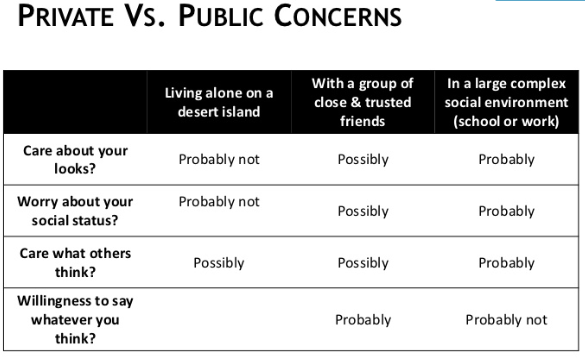 PRIVATE VS. PUBLIC CONCERNS
Living alone on a
desert island
With a group of
close & trusted
friends
In a large complex
social environment
(school or work)
Care about your
looks?
Probably not
Possibly
Probably
Worry about your
social status?
Probably not
Possibly
Probably
Care what others
think?
Possibly
Possibly
Probably
Willingness to say
whatever you
think?
Probably
Probably not